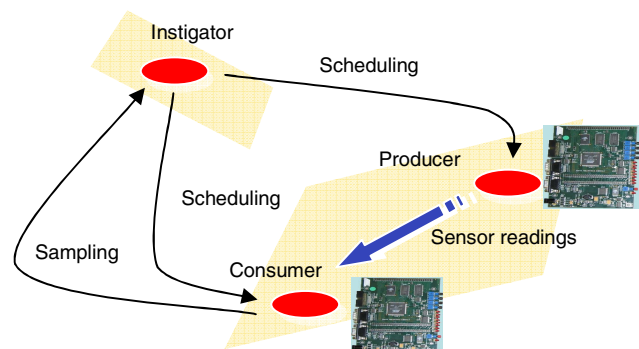 Instigator
Scheduling
Producer
Scheduling
Sensor readings
Sampling
Consumer